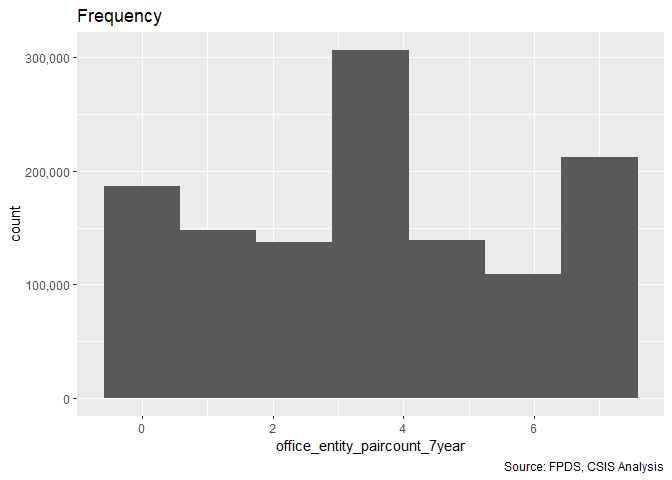 Frequency
300,000
200,000
100,000
0
count
0 2 4 6
office_entity_paircount_7year
Source: FPDS, CSIS Analysis